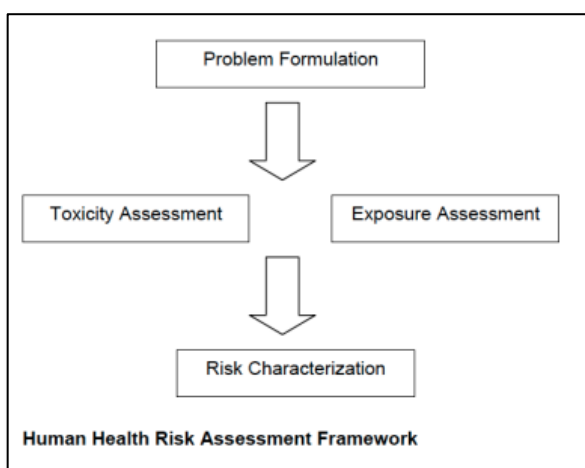 Problem Formulation
Toxicity Assessment
Exposure Assessment
Risk Characterization
Human Health Risk Assessment Framework